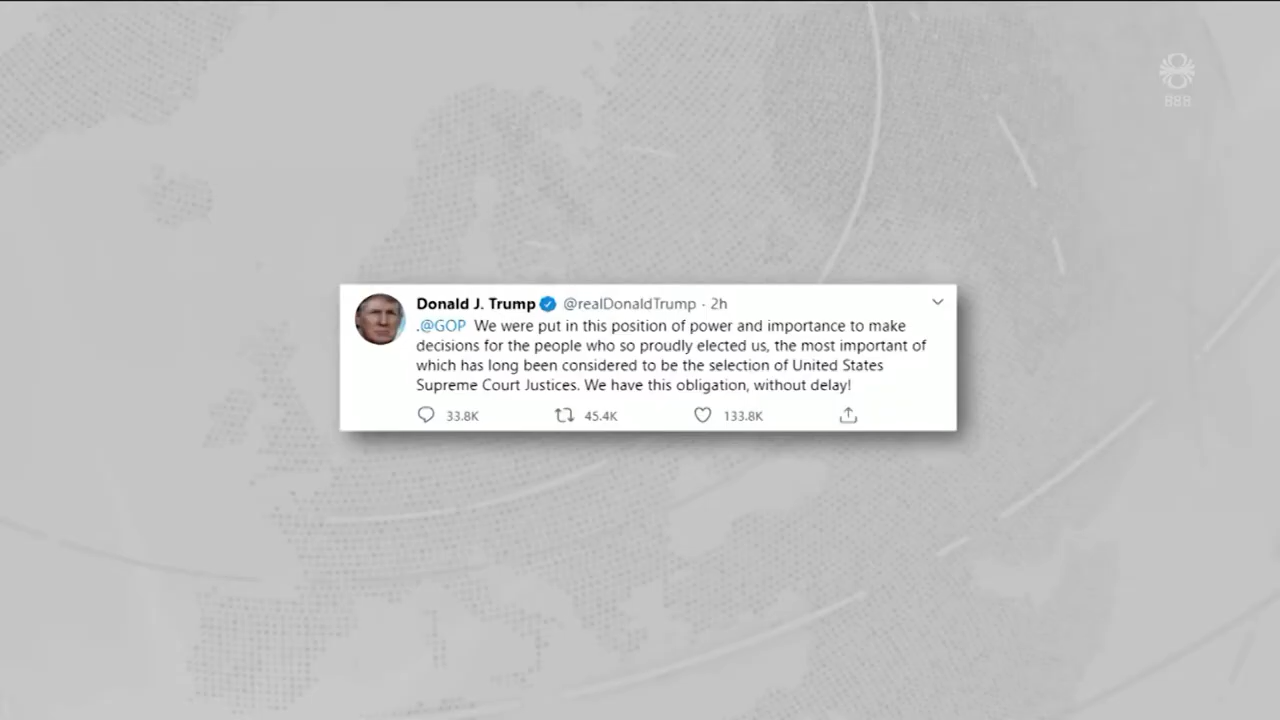 888
Donald J. Trump @realDonaldTrump · 2h
.@GOP We were put in this position of power and importance to make
decisions for the people who so proudly elected us, the most important of
which has long been considered to be the selection of United States
Supreme Court Justices. We have this obligation, without delay!
33.8K 45.4K 133.8K